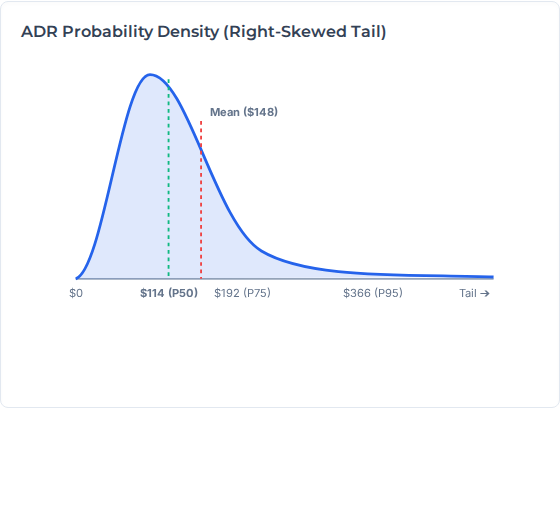 ADR Probability Density (Right-Skewed Tail)
Mean ($148)
$0 $114 (P50) $192 (P75) $366 (P95) Tail →